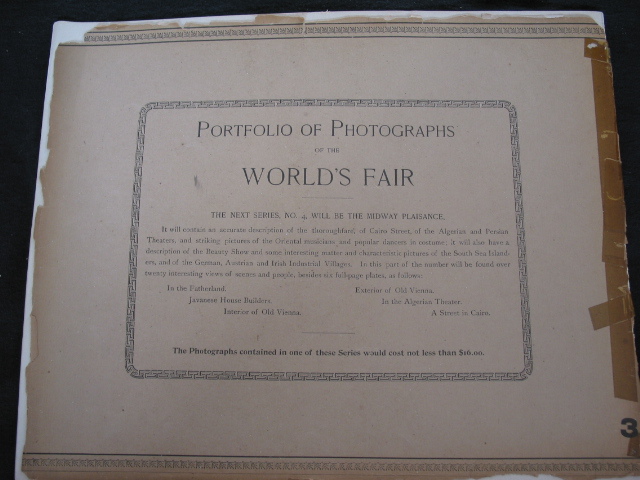 PORTFOLIO OF PHOTOGRAPHS
OF THE
WORLD'S FAIR
THE NEXT SERIES, NO. 4, WILL BE THE MIDWAY PLAISANCE.
It will contain an accurate description of the thoroughfare, of Cairo Street, of the Algerian and Persian
Theaters, and striking pictures of the Oriental musicians and popular dancers in costume; it will also have a
description of the Beauty Show and some interesting matter and characteristic pictures of the South Sea Island-
ers, and of the German, Austrian and Irish Industrial Villages. In this part of the number will be found over
twenty interesting views of scenes and people, besides six full-page plates, as follows:
In the Fatherland. Exterior of Old Vienna.
Javanese House Builders. In the Algerian Theater.
Interior of Old Vienna. A Street in Cairo.
The Photographs contained in one of these Series would cost not less than $16.00.
3